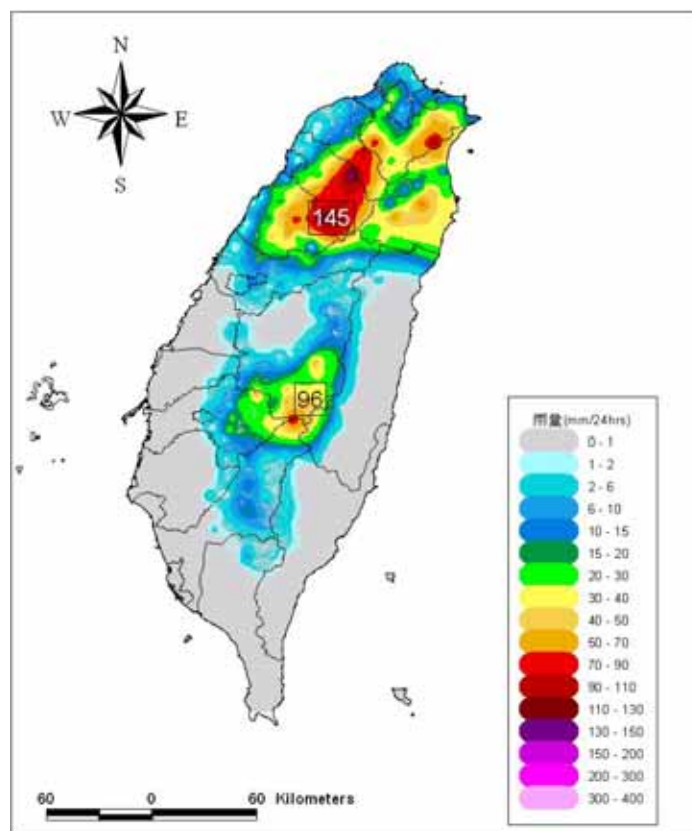 N
W E
S
145
96
雨量(mm/24hrs)
0 - 1
1 - 2
2 - 6
6 - 10
10 - 15
15 - 20
20 - 30
30 - 40
40 - 50
50 - 70
70 - 90
90 - 110
110 - 130
130 - 150
150 - 200
200 - 300
300 - 400
60 0 60 Kilometers